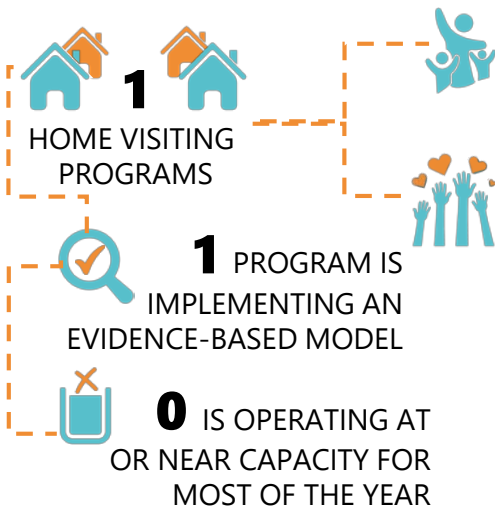 1
HOME VISITING
PROGRAMS
1 PROGRAM IS
IMPLEMENTING AN
EVIDENCE-BASED MODEL
0 IS OPERATING AT
OR NEAR CAPACITY FOR
MOST OF THE YEAR